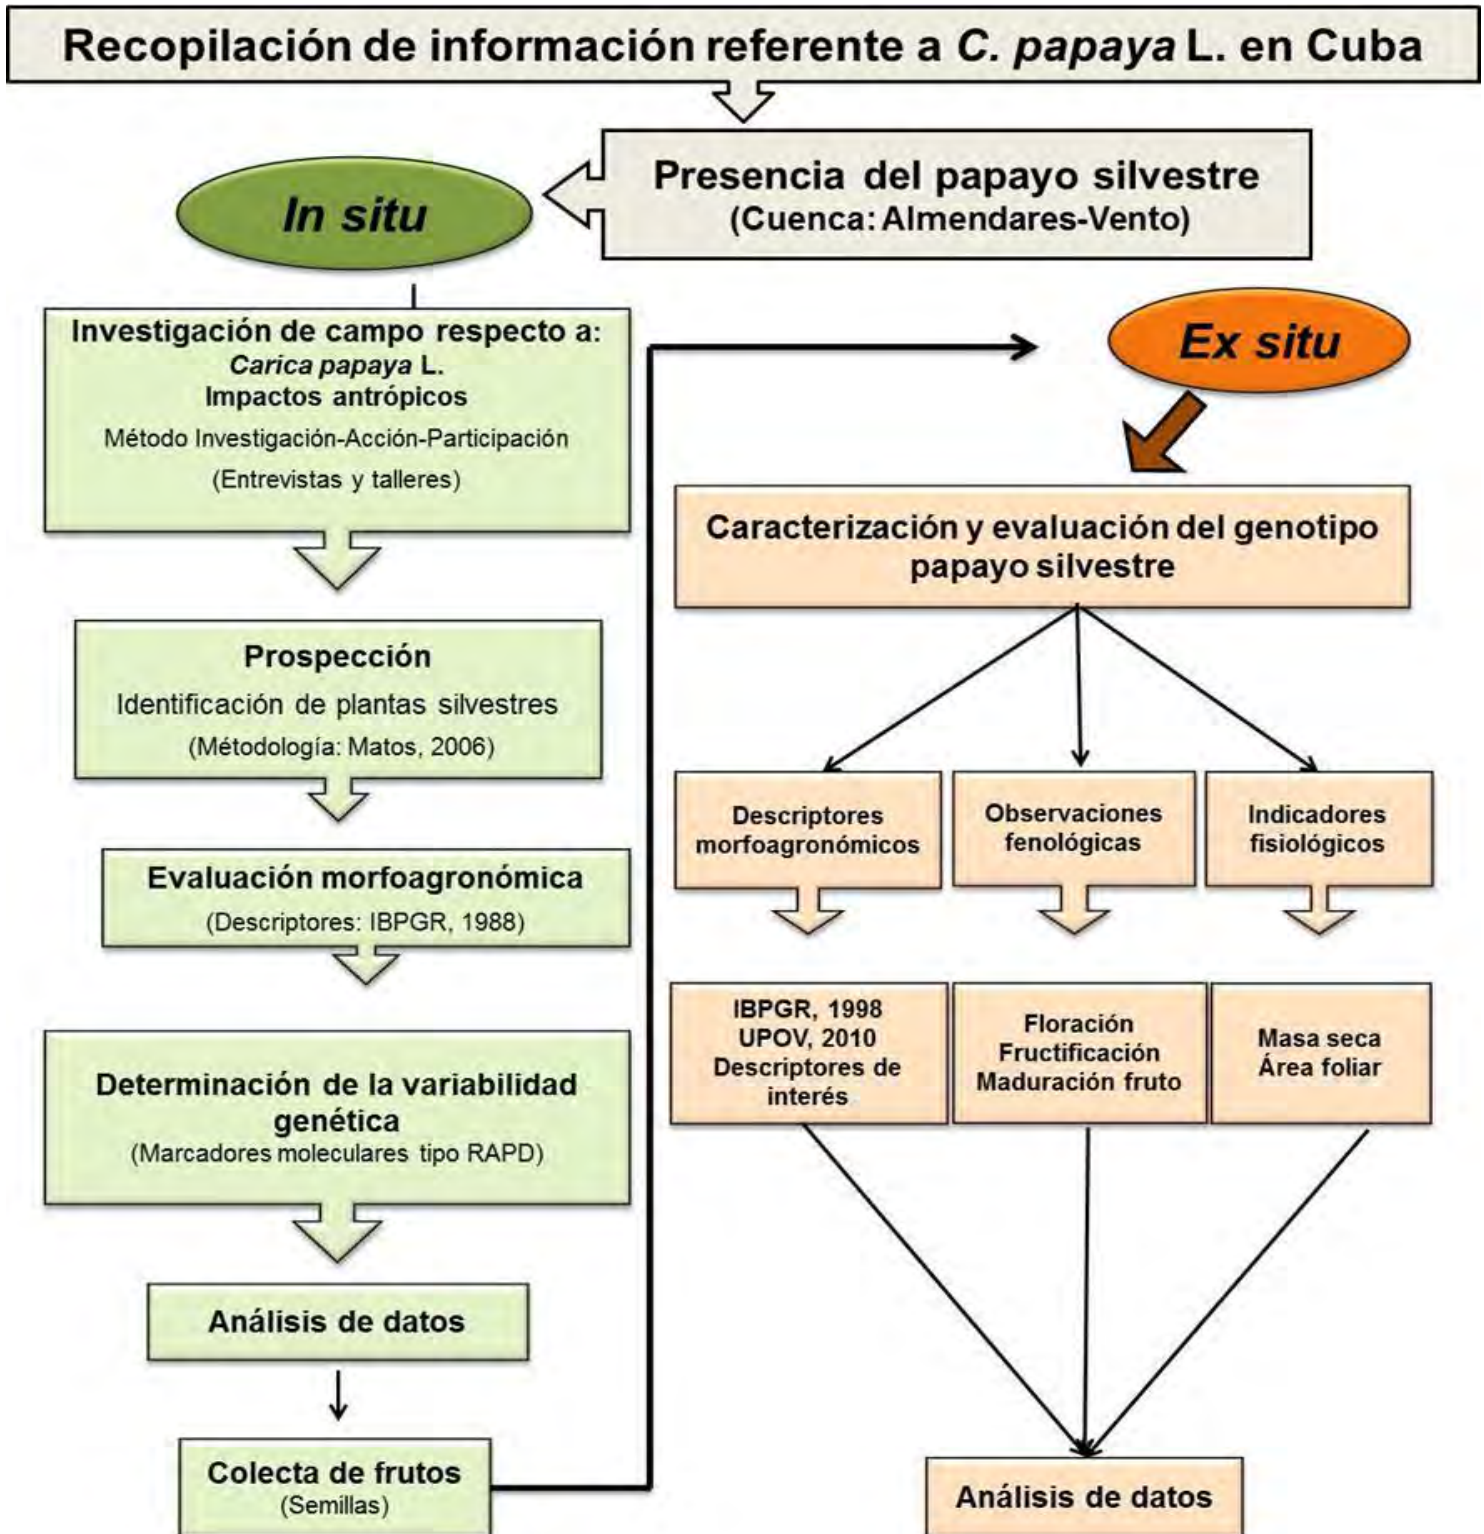 Recopilación de información referente a C. papaya L. en Cuba
Presencia del papayo silvestre
(Cuenca: Almendares-Vento)
In situ
Investigación de campo respecto a:
Carica papaya L.
Impactos antrópicos
Método Investigación-Acción-Participación
(Entrevistas y talleres)
Prospección
Identificación de plantas silvestres
(Métodología: Matos, 2006)
Evaluación morfoagronómica
(Descriptores: IBPGR, 1988)
Determinación de la variabilidad
genética
(Marcadores moleculares tipo RAPD)
Análisis de datos
Colecta de frutos
(Semillas)
Ex situ
Caracterización y evaluación del genotipo
papayo silvestre
Descriptores
morfoagronómicos
Observaciones
fenológicas
Indicadores
fisiológicos
IBPGR, 1998
UPOV, 2010
Descriptores de
interés
Floración
Fructificación
Maduración fruto
Masa seca
Área foliar
Análisis de datos